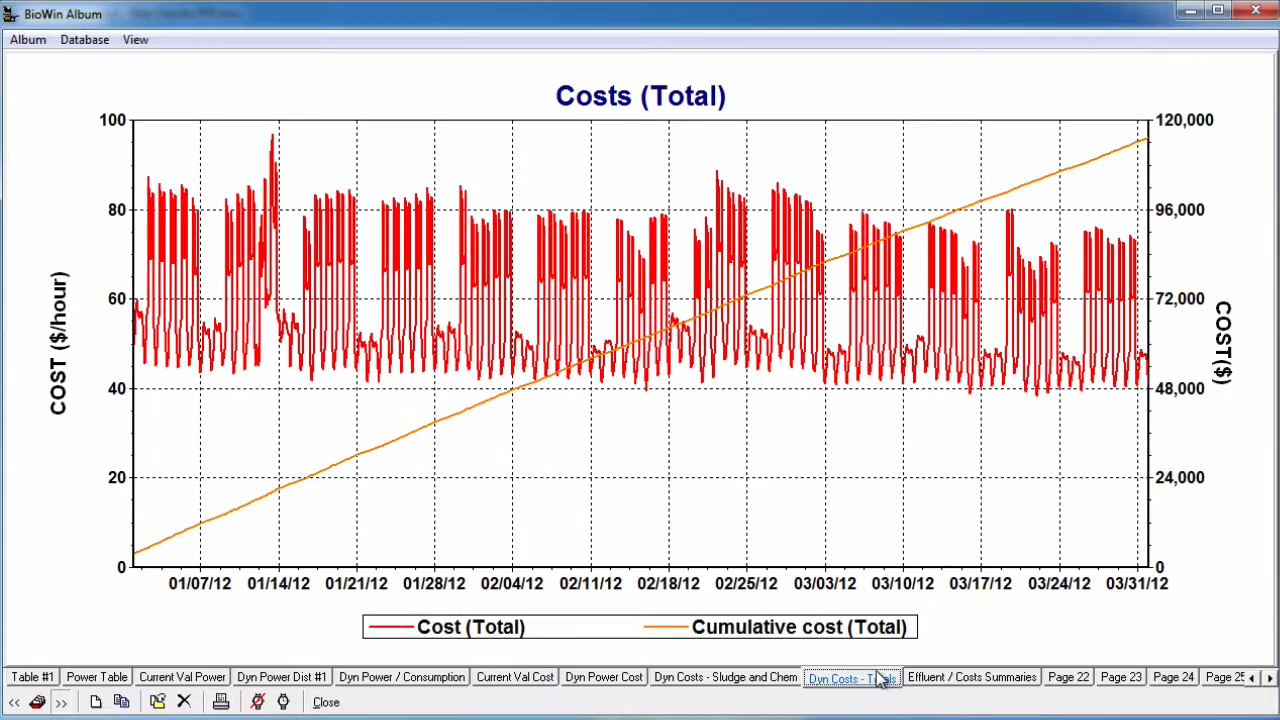 BioWin Album
Album Database View
Costs (Total)
100 120,000
80 96,000
60 72,000
40 48,000
20 24,000
0 0
COST ($/hour)
COST($)
01/07/12 01/14/12 01/21/12 01/28/12 02/04/12 02/11/12 02/18/12 02/25/12 03/03/12 03/10/12 03/17/12 03/24/12 03/31/12
Cost (Total) Cumulative cost (Total)
Table #1 Power Table Current Val Power Dyn Power Dist #1 Dyn Power / Consumption Current Val Cost Dyn Power Cost Dyn Costs - Sludge and Chem Dyn Costs - Effluent / Costs Summaries Page 22 Page 23 Page 24 Page 25
<< >> Close